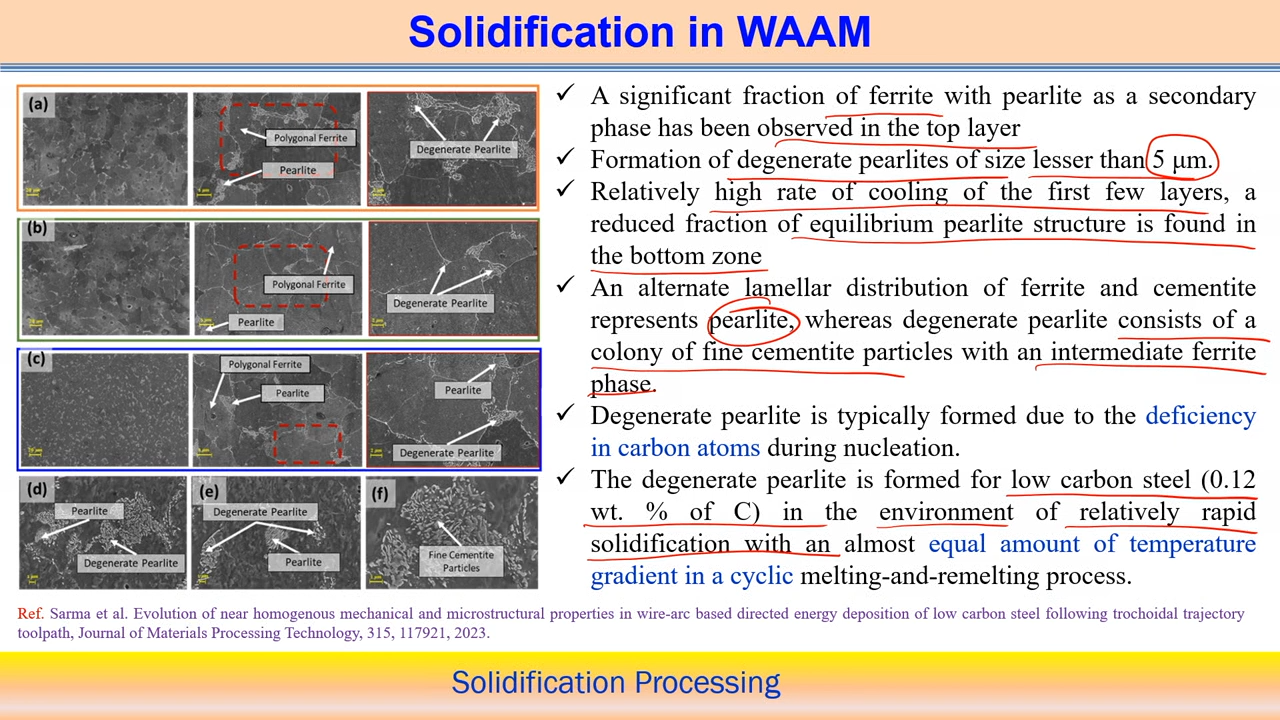 Solidification in WAAM
(a)
Polygonal Ferrite
Pearlite
Degenerate Pearlite
(b)
Polygonal Ferrite
Pearlite
Degenerate Pearlite
(c)
Polygonal Ferrite
Pearlite
Pearlite
Degenerate Pearlite
(d)
Pearlite
Degenerate Pearlite
(e)
Degenerate Pearlite
Pearlite
(f)
Fine Cementite
Particles
✓ A significant fraction of ferrite with pearlite as a secondary
phase has been observed in the top layer
✓ Formation of degenerate pearlites of size lesser than 5 μm.
✓ Relatively high rate of cooling of the first few layers, a
reduced fraction of equilibrium pearlite structure is found in
the bottom zone
✓ An alternate lamellar distribution of ferrite and cementite
represents pearlite, whereas degenerate pearlite consists of a
colony of fine cementite particles with an intermediate ferrite
phase.
✓ Degenerate pearlite is typically formed due to the deficiency
in carbon atoms during nucleation.
✓ The degenerate pearlite is formed for low carbon steel (0.12
wt. % of C) in the environment of relatively rapid
solidification with an almost equal amount of temperature
gradient in a cyclic melting-and-remelting process.
Ref. Sarma et al. Evolution of near homogenous mechanical and microstructural properties in wire-arc based directed energy deposition of low carbon steel following trochoidal trajectory
toolpath, Journal of Materials Processing Technology, 315, 117921, 2023.
Solidification Processing